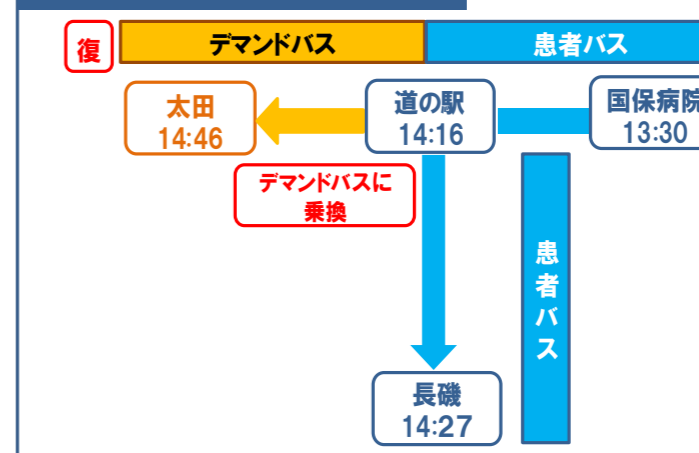 復
デマンドバス
患者バス
太田
14:46
道の駅
14:16
国保病院
13:30
デマンドバスに
乗換
患者バス
長磯
14:27